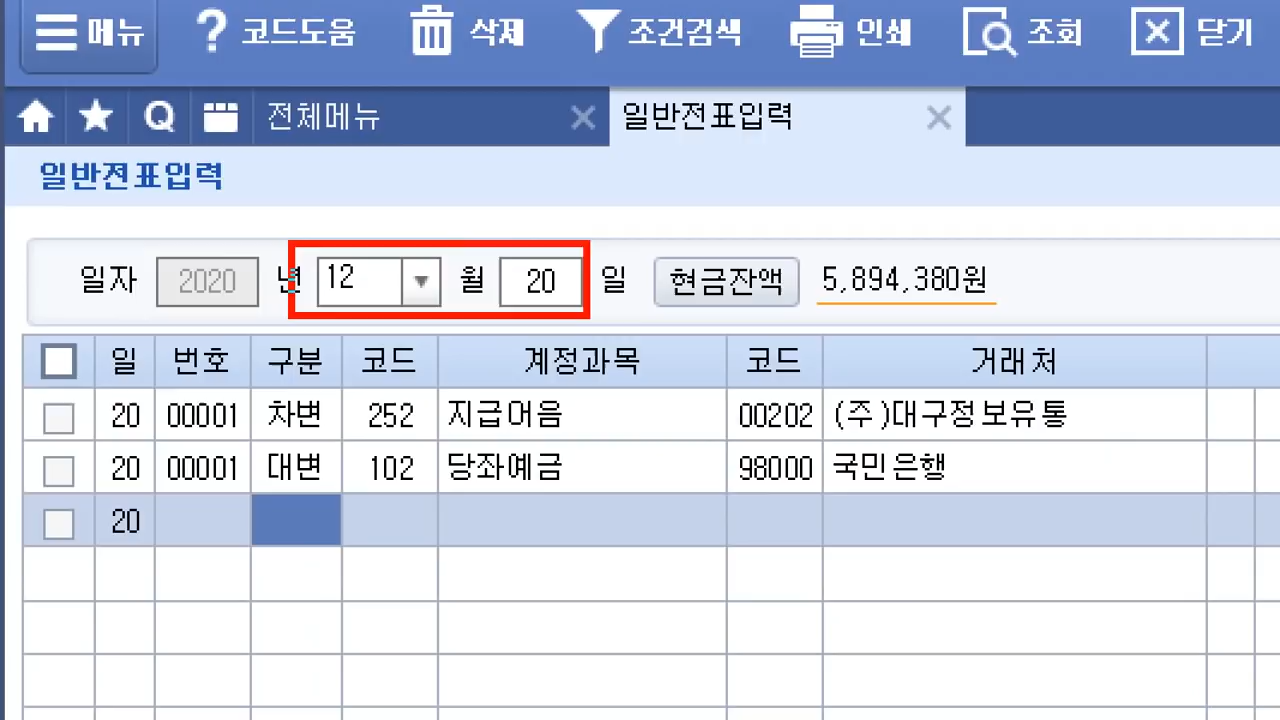 메뉴 ? 코드도움 삭제 조건검색 인쇄 조회 닫기
Q 전체메뉴 일반전표입력
일반전표입력
일자 2020 년 12 월 20 일 현금잔액 5,894,380원
일 번호 구분 코드 계정과목 코드 거래처
20 00001 차변 252 지급어음 00202 (주)대구정보유통
20 00001 대변 102 당좌예금 98000 국민은행
20